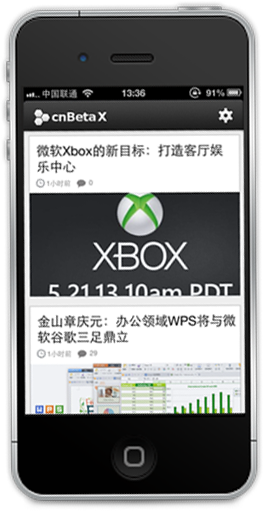 中国联通 13:36 91%
cnBeta X
微软Xbox的新目标：打造客厅娱
乐中心
1小时前 0
XBOX
5.21.13 10am PDT
金山章庆元：办公领域WPS将与微
软谷歌三足鼎立
1小时前 29
WPS